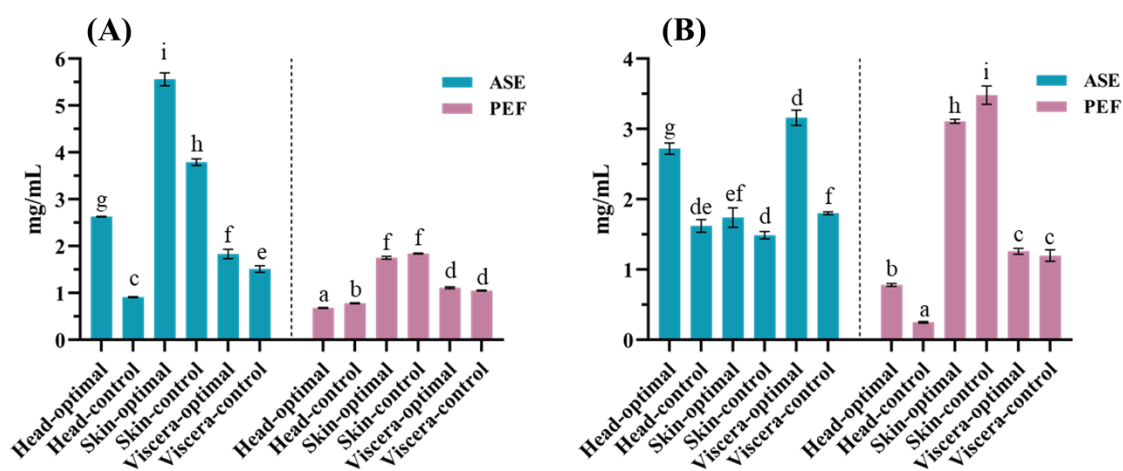 (A)
mg/mL
6
5
4
3
2
1
0
g
c
i
h
f
e
a
b
f
f
d
d
ASE
PEF
Head-optimal
Head-control
Skin-optimal
Skin-control
Viscera-optimal
Viscera-control
Head-optimal
Head-control
Skin-optimal
Skin-control
Viscera-optimal
Viscera-control
(B)
mg/mL
4
3
2
1
0
g
de
ef
d
d
f
b
a
h
i
c
c
ASE
PEF
Head-optimal
Head-control
Skin-optimal
Skin-control
Viscera-optimal
Viscera-control
Head-optimal
Head-control
Skin-optimal
Skin-control
Viscera-optimal
Viscera-control